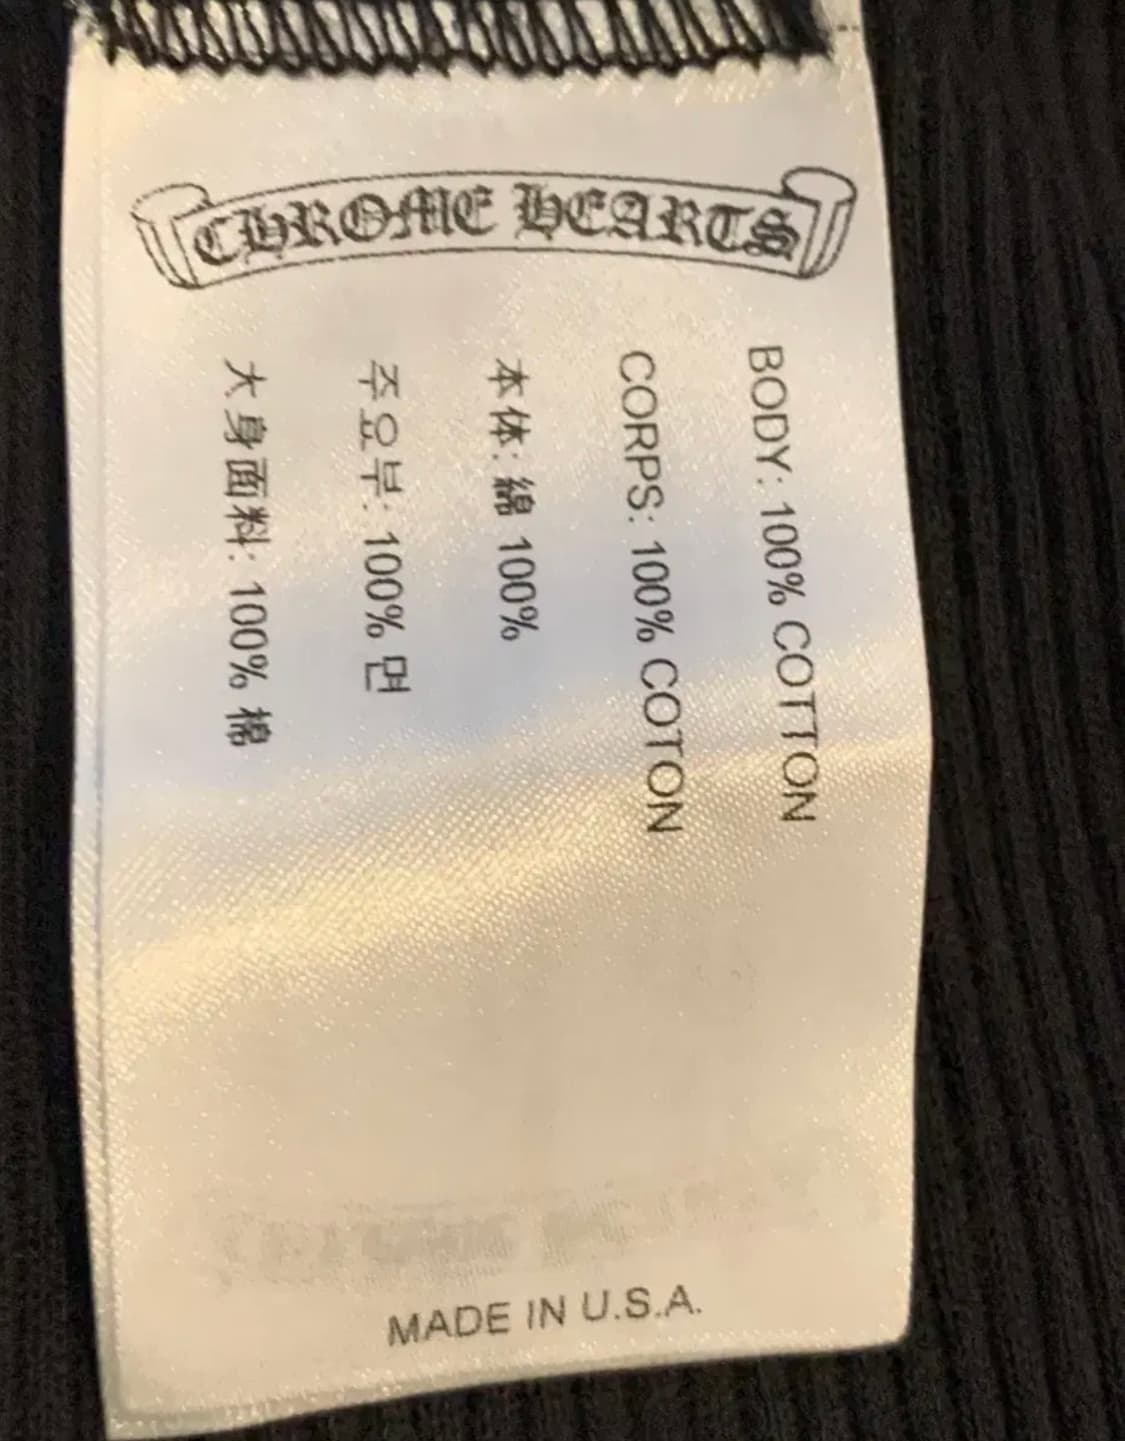 CHROME HEARTS
BODY: 100% COTTON
CORPS: 100% COTON
本体: 綿 100%
주요부: 100% 면
大身面料: 100% 棉
MADE IN U.S.A.